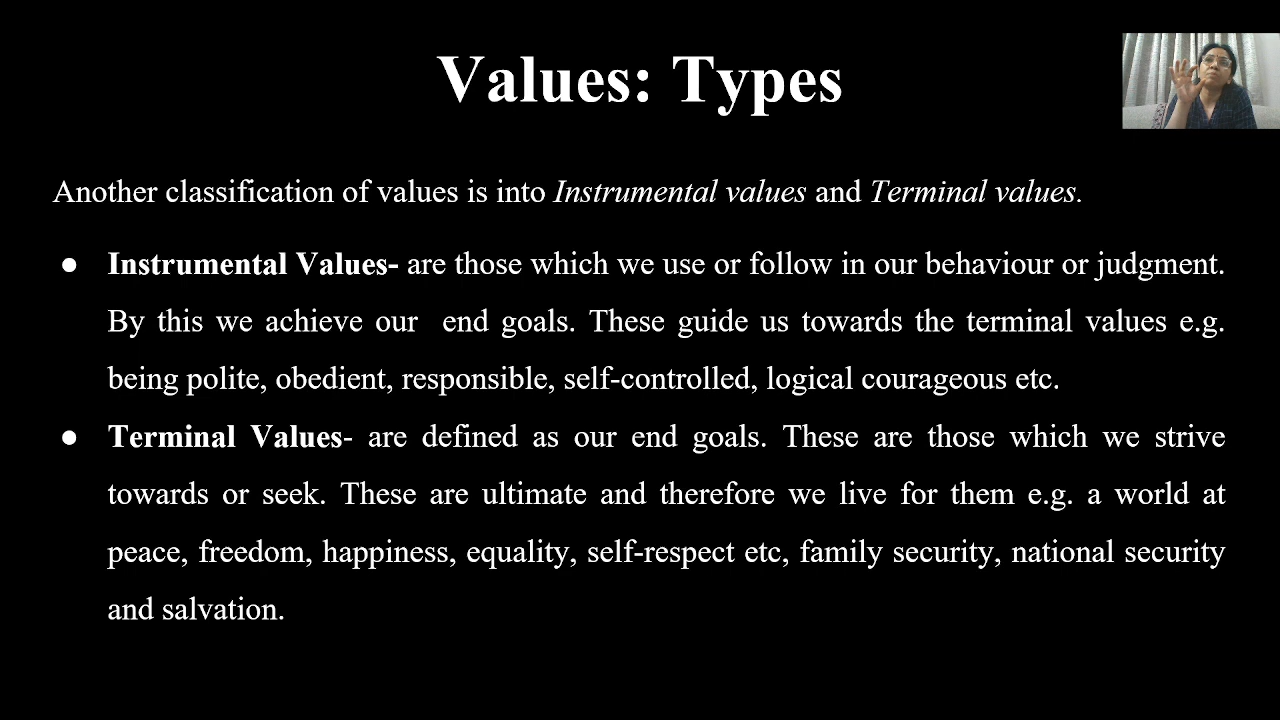 Values: Types
Another classification of values is into Instrumental values and Terminal values.
● Instrumental Values- are those which we use or follow in our behaviour or judgment.
By this we achieve our end goals. These guide us towards the terminal values e.g.
being polite, obedient, responsible, self-controlled, logical courageous etc.
● Terminal Values- are defined as our end goals. These are those which we strive
towards or seek. These are ultimate and therefore we live for them e.g. a world at
peace, freedom, happiness, equality, self-respect etc, family security, national security
and salvation.